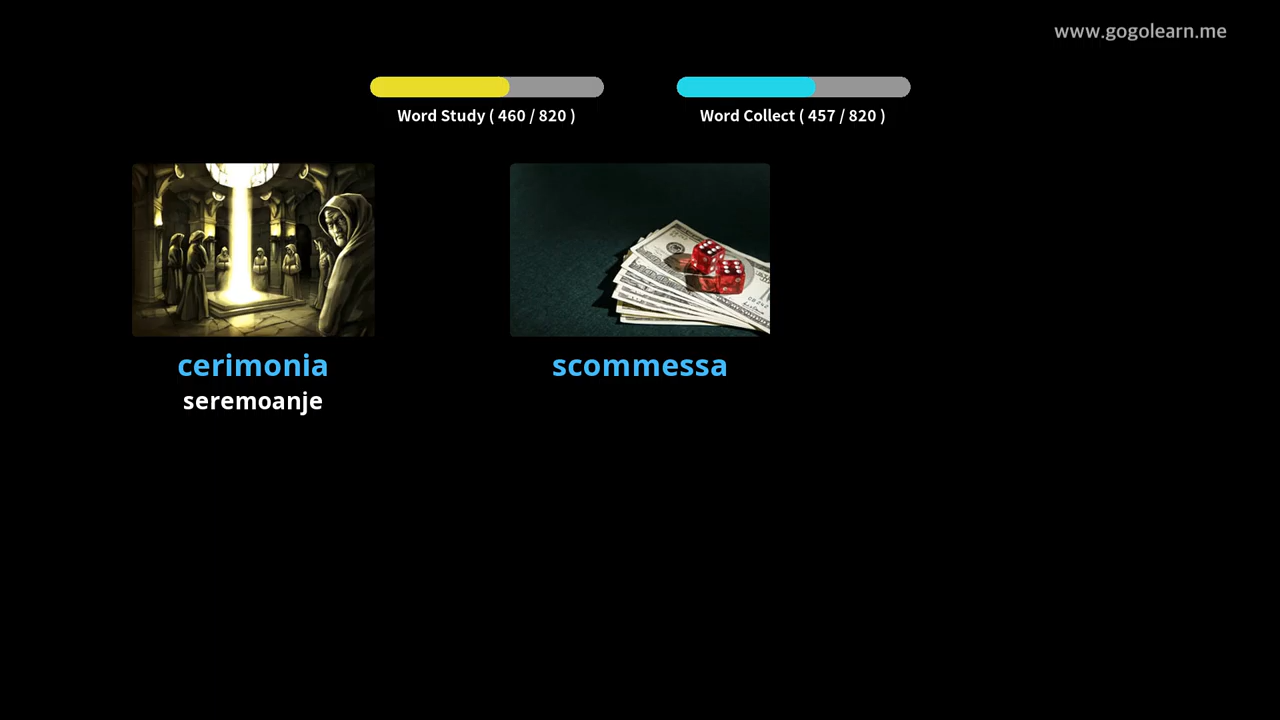 www.gogolearn.me
Word Study ( 460 / 820 )
Word Collect ( 457 / 820 )
cerimonia
seremoanje
scommessa